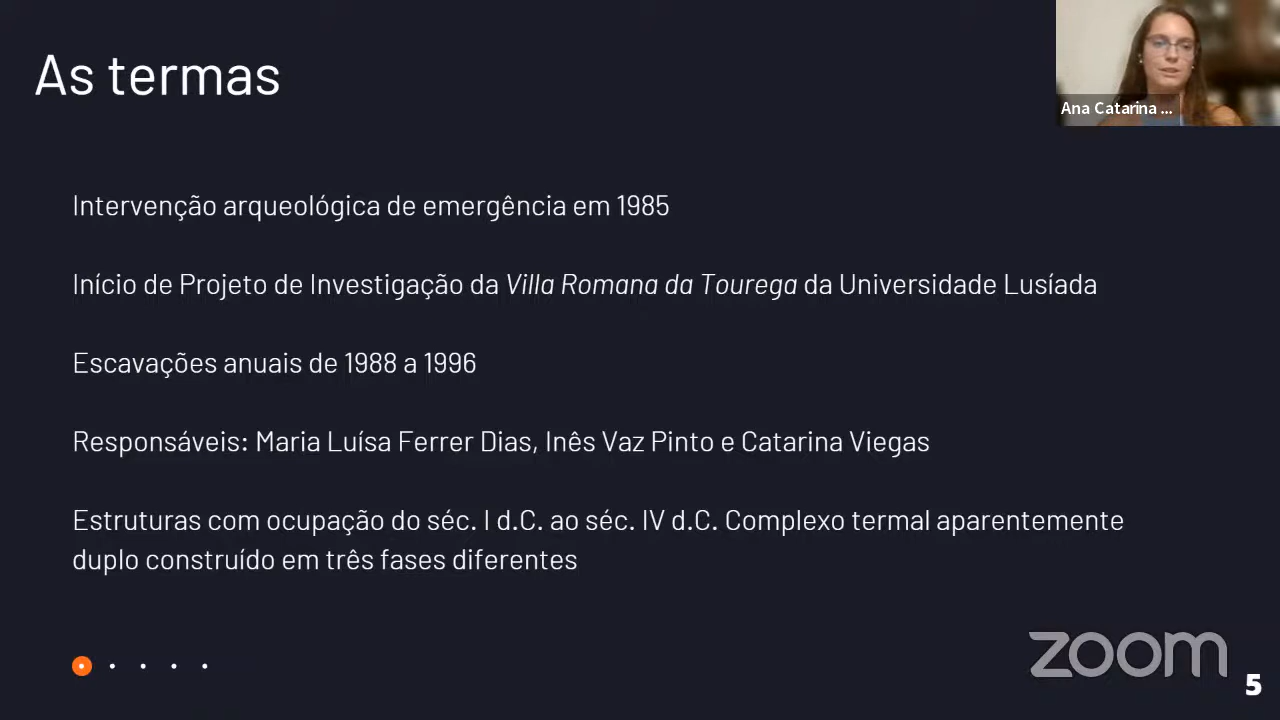 As termas
Ana Catarina ...
Intervenção arqueológica de emergência em 1985
Início de Projeto de Investigação da Villa Romana da Tourega da Universidade Lusíada
Escavações anuais de 1988 a 1996
Responsáveis: Maria Luísa Ferrer Dias, Inês Vaz Pinto e Catarina Viegas
Estruturas com ocupação do séc. I d.C. ao séc. IV d.C. Complexo termal aparentemente
duplo construído em três fases diferentes
zoom
5